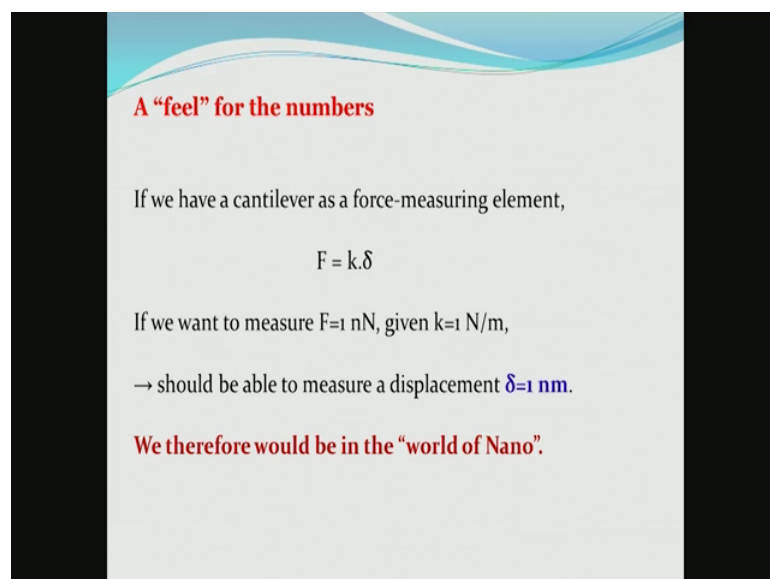 A “feel” for the numbers
If we have a cantilever as a force-measuring element,
F = k.δ
If we want to measure F=1 nN, given k=1 N/m,
→ should be able to measure a displacement δ=1 nm.
We therefore would be in the “world of Nano”.